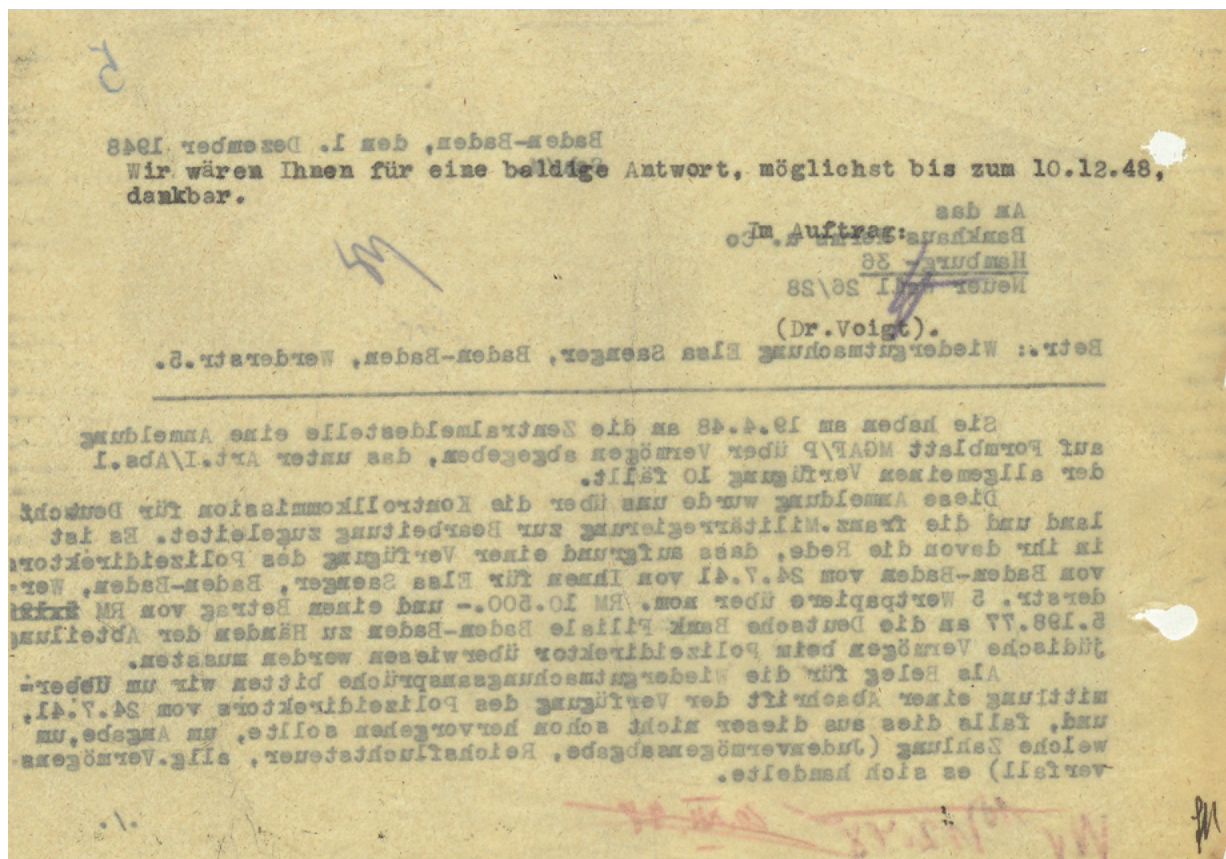 5
Baden-Baden, den 1. Dezember 1948
Wir wären Ihnen für eine baldige Antwort, möglichst bis zum 10.12.48,
dankbar.
An das
Im Auftrag:
Bankhaus u. Co
Hamburg- 36
Neuer Wall 26/28
(Dr.Voigt).
Betr.: Wiedergutmachung Elsa Saenger, Baden-Baden, Werderstr.5.
Sie haben am 19.4.48 an die Zentralmeldestelle eine Anmeldung
auf Formblatt MGAF/P über Vermögen abgegeben, das unter Art.I/Abs.1
der allgemeinen Verfügung 10 fällt.
Diese Anmeldung wurde uns über die Kontrollkommission für Deutsch
land und die franz.Militärregierung zur Bearbeitung zugeleitet. Es ist
in ihr davon die Rede, dass aufgrund einer Verfügung des Polizeidirektors
von Baden-Baden vom 24.7.41 von Ihnen für Elsa Saenger, Baden-Baden, Wer-
derstr. 5 Wertpapiere über nom. RM 10.500.- und einen Betrag von RM
5.198.77 an die Deutsche Bank Filiale Baden-Baden zu Händen der Abteilung
jüdische Vermögen beim Polizeidirektor überwiesen werden mussten.
Als Beleg für die Wiedergutmachungsansprüche bitten wir um Ueber-
mittlung einer Abschrift der Verfügung des Polizeidirektors vom 24.7.41,
und, falls dies aus dieser nicht schon hervorgehen sollte, um Angabe,um
welche Zahlung (Judenvermögensabgabe, Reichsfluchtsteuer, allg.Vermögens-
verfall) es sich handelte.
./.